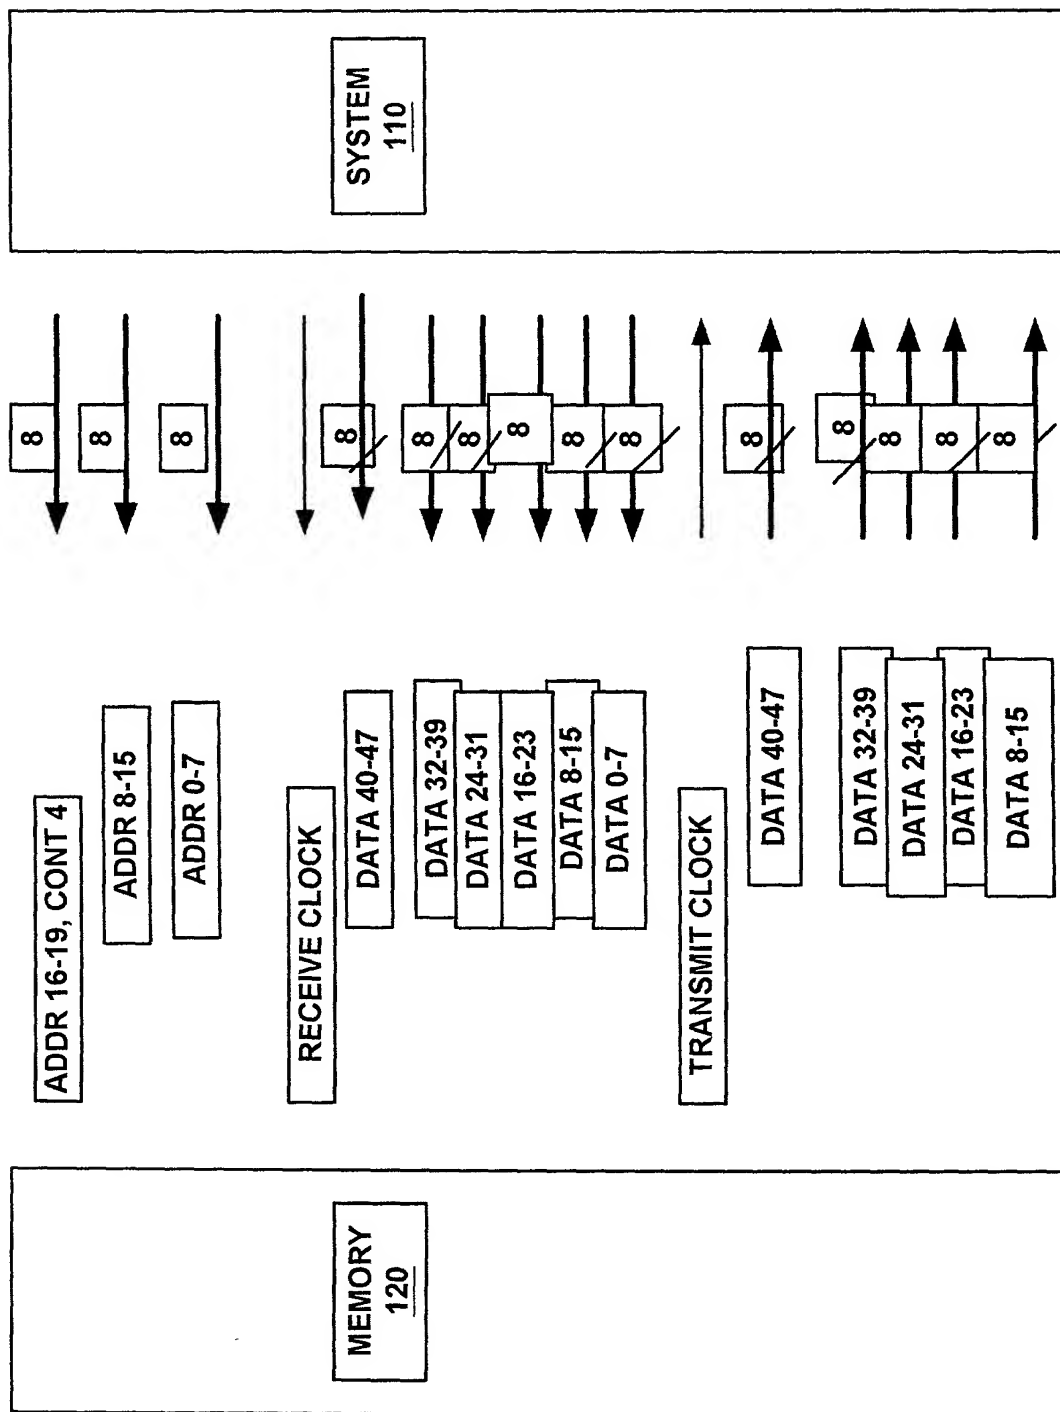 MEMORY
120
ADDR 16-19, CONT 4
ADDR 8-15
ADDR 0-7
RECEIVE CLOCK
DATA 40-47
DATA 32-39
DATA 24-31
DATA 16-23
DATA 8-15
DATA 0-7
TRANSMIT CLOCK
DATA 40-47
DATA 32-39
DATA 24-31
DATA 16-23
DATA 8-15
8
8
8
8
8
8
8
8
8
8
8
8
8
8
SYSTEM
110